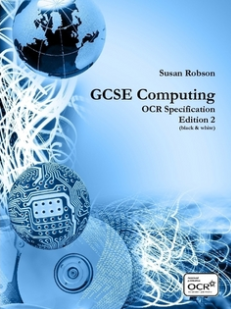 Susan Robson
GCSE Computing
OCR Specification
Edition 2
(black & white)
OCR